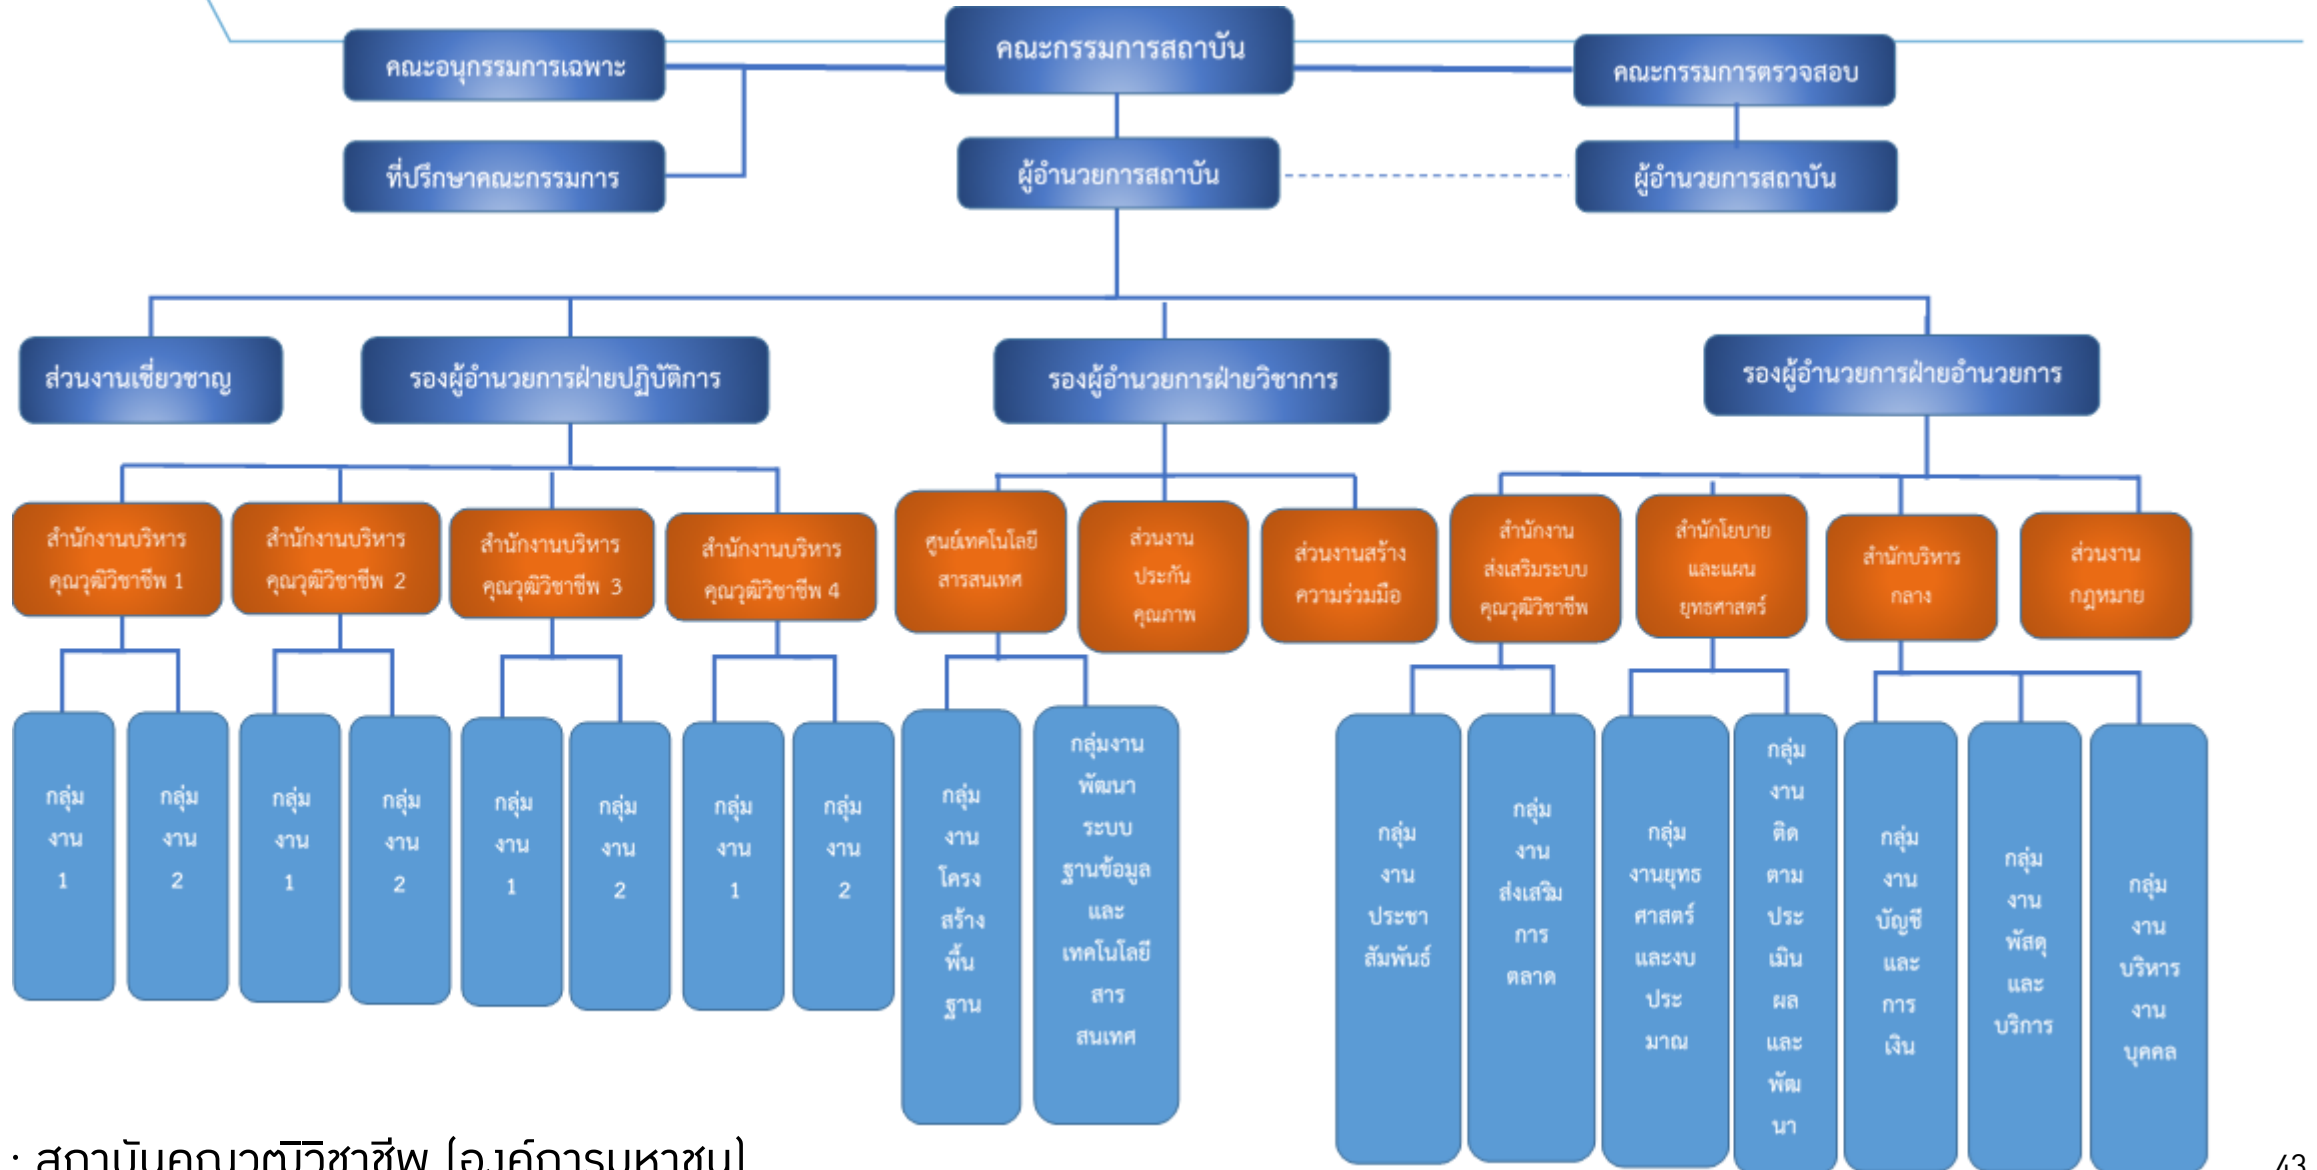 คณะอนุกรรมการเฉพาะ
คณะกรรมการสถาบัน
คณะกรรมการตรวจสอบ
ที่ปรึกษาคณะกรรมการ
ผู้อำนวยการสถาบัน
ผู้อำนวยการสถาบัน
ส่วนงานเชี่ยวชาญ
รองผู้อำนวยการฝ่ายปฏิบัติการ
รองผู้อำนวยการฝ่ายวิชาการ
รองผู้อำนวยการฝ่ายอำนวยการ
สำนักงานบริหาร
คุณวุฒิวิชาชีพ 1
สำนักงานบริหาร
คุณวุฒิวิชาชีพ 2
สำนักงานบริหาร
คุณวุฒิวิชาชีพ 3
สำนักงานบริหาร
คุณวุฒิวิชาชีพ 4
ศูนย์เทคโนโลยี
สารสนเทศ
ส่วนงาน
ประกัน
คุณภาพ
ส่วนงานสร้าง
ความร่วมมือ
สำนักงาน
ส่งเสริมระบบ
คุณวุฒิวิชาชีพ
สำนักโยบาย
และแผน
ยุทธศาสตร์
สำนักบริหาร
กลาง
ส่วนงาน
กฎหมาย
กลุ่ม
งาน
1
กลุ่ม
งาน
2
กลุ่ม
งาน
1
กลุ่ม
งาน
2
กลุ่ม
งาน
1
กลุ่ม
งาน
2
กลุ่ม
งาน
1
กลุ่ม
งาน
2
กลุ่ม
งาน
โครง
สร้าง
พื้น
ฐาน
กลุ่มงาน
พัฒนา
ระบบ
ฐานข้อมูล
และ
เทคโนโลยี
สาร
สนเทศ
กลุ่ม
งาน
ประชา
สัมพันธ์
กลุ่ม
งาน
ส่งเสริม
การ
ตลาด
กลุ่ม
งานยุทธ
ศาสตร์
และงบ
ประ
มาณ
กลุ่ม
งาน
ติด
ตาม
ประ
เมิน
ผล
และ
พัฒ
นา
กลุ่ม
งาน
บัญชี
และ
การ
เงิน
กลุ่ม
งาน
พัสดุ
และ
บริการ
กลุ่ม
งาน
บริหาร
งาน
บุคคล
: สถาบันคุณวุฒิวิชาชีพ (องค์การมหาชน)
43